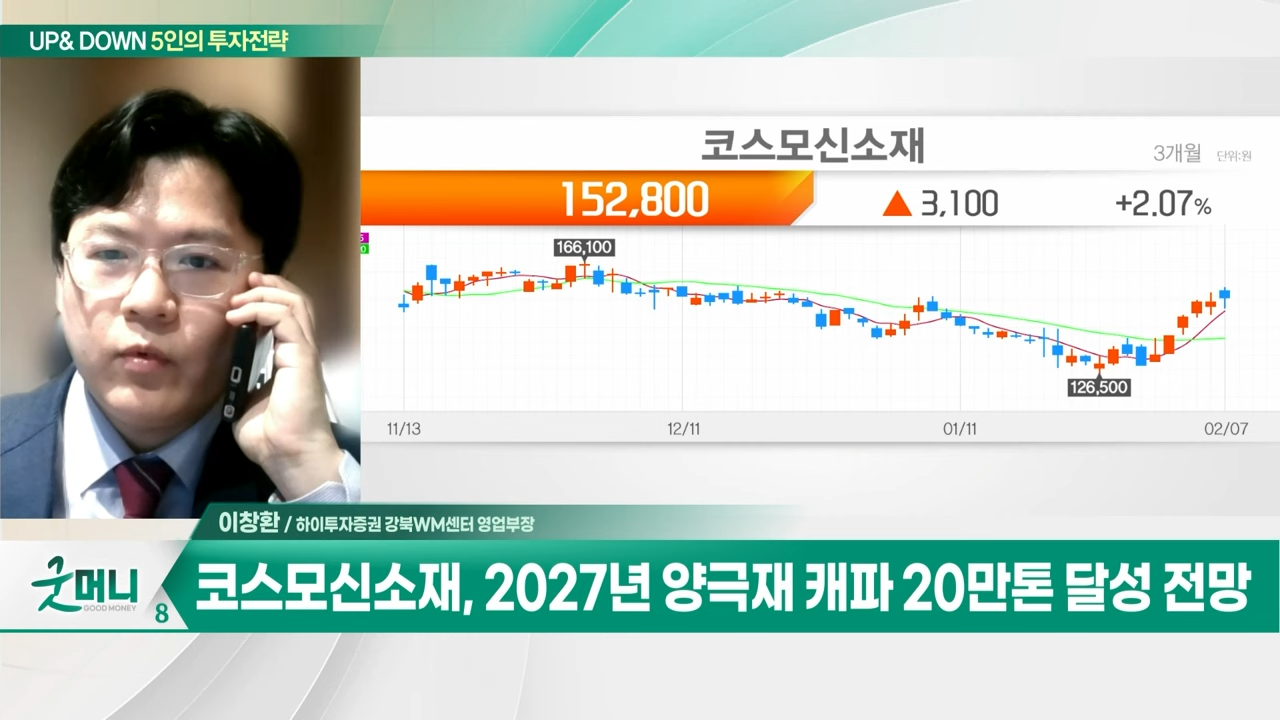 UP& DOWN 5인의 투자전략
코스모신소재
3개월 단위:원
152,800 ▲ 3,100 +2.07%
166,100
126,500
11/13 12/11 01/11 02/07
이창환 / 하이투자증권 강북WM센터 영업부장
굿머니
GOOD MONEY
8
코스모신소재, 2027년 양극재 캐파 20만톤 달성 전망